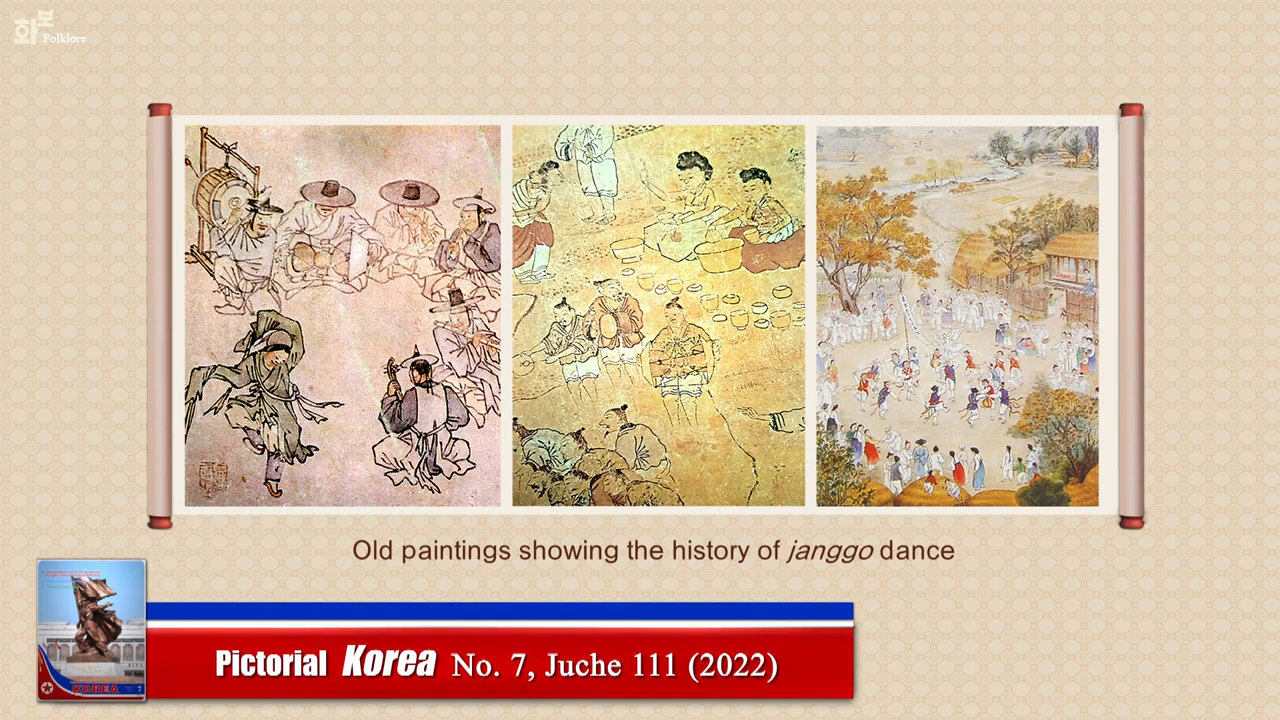 화보
Folklore
Old paintings showing the history of janggo dance
Pictorial Korea No. 7, Juche 111 (2022)
KOREA 7